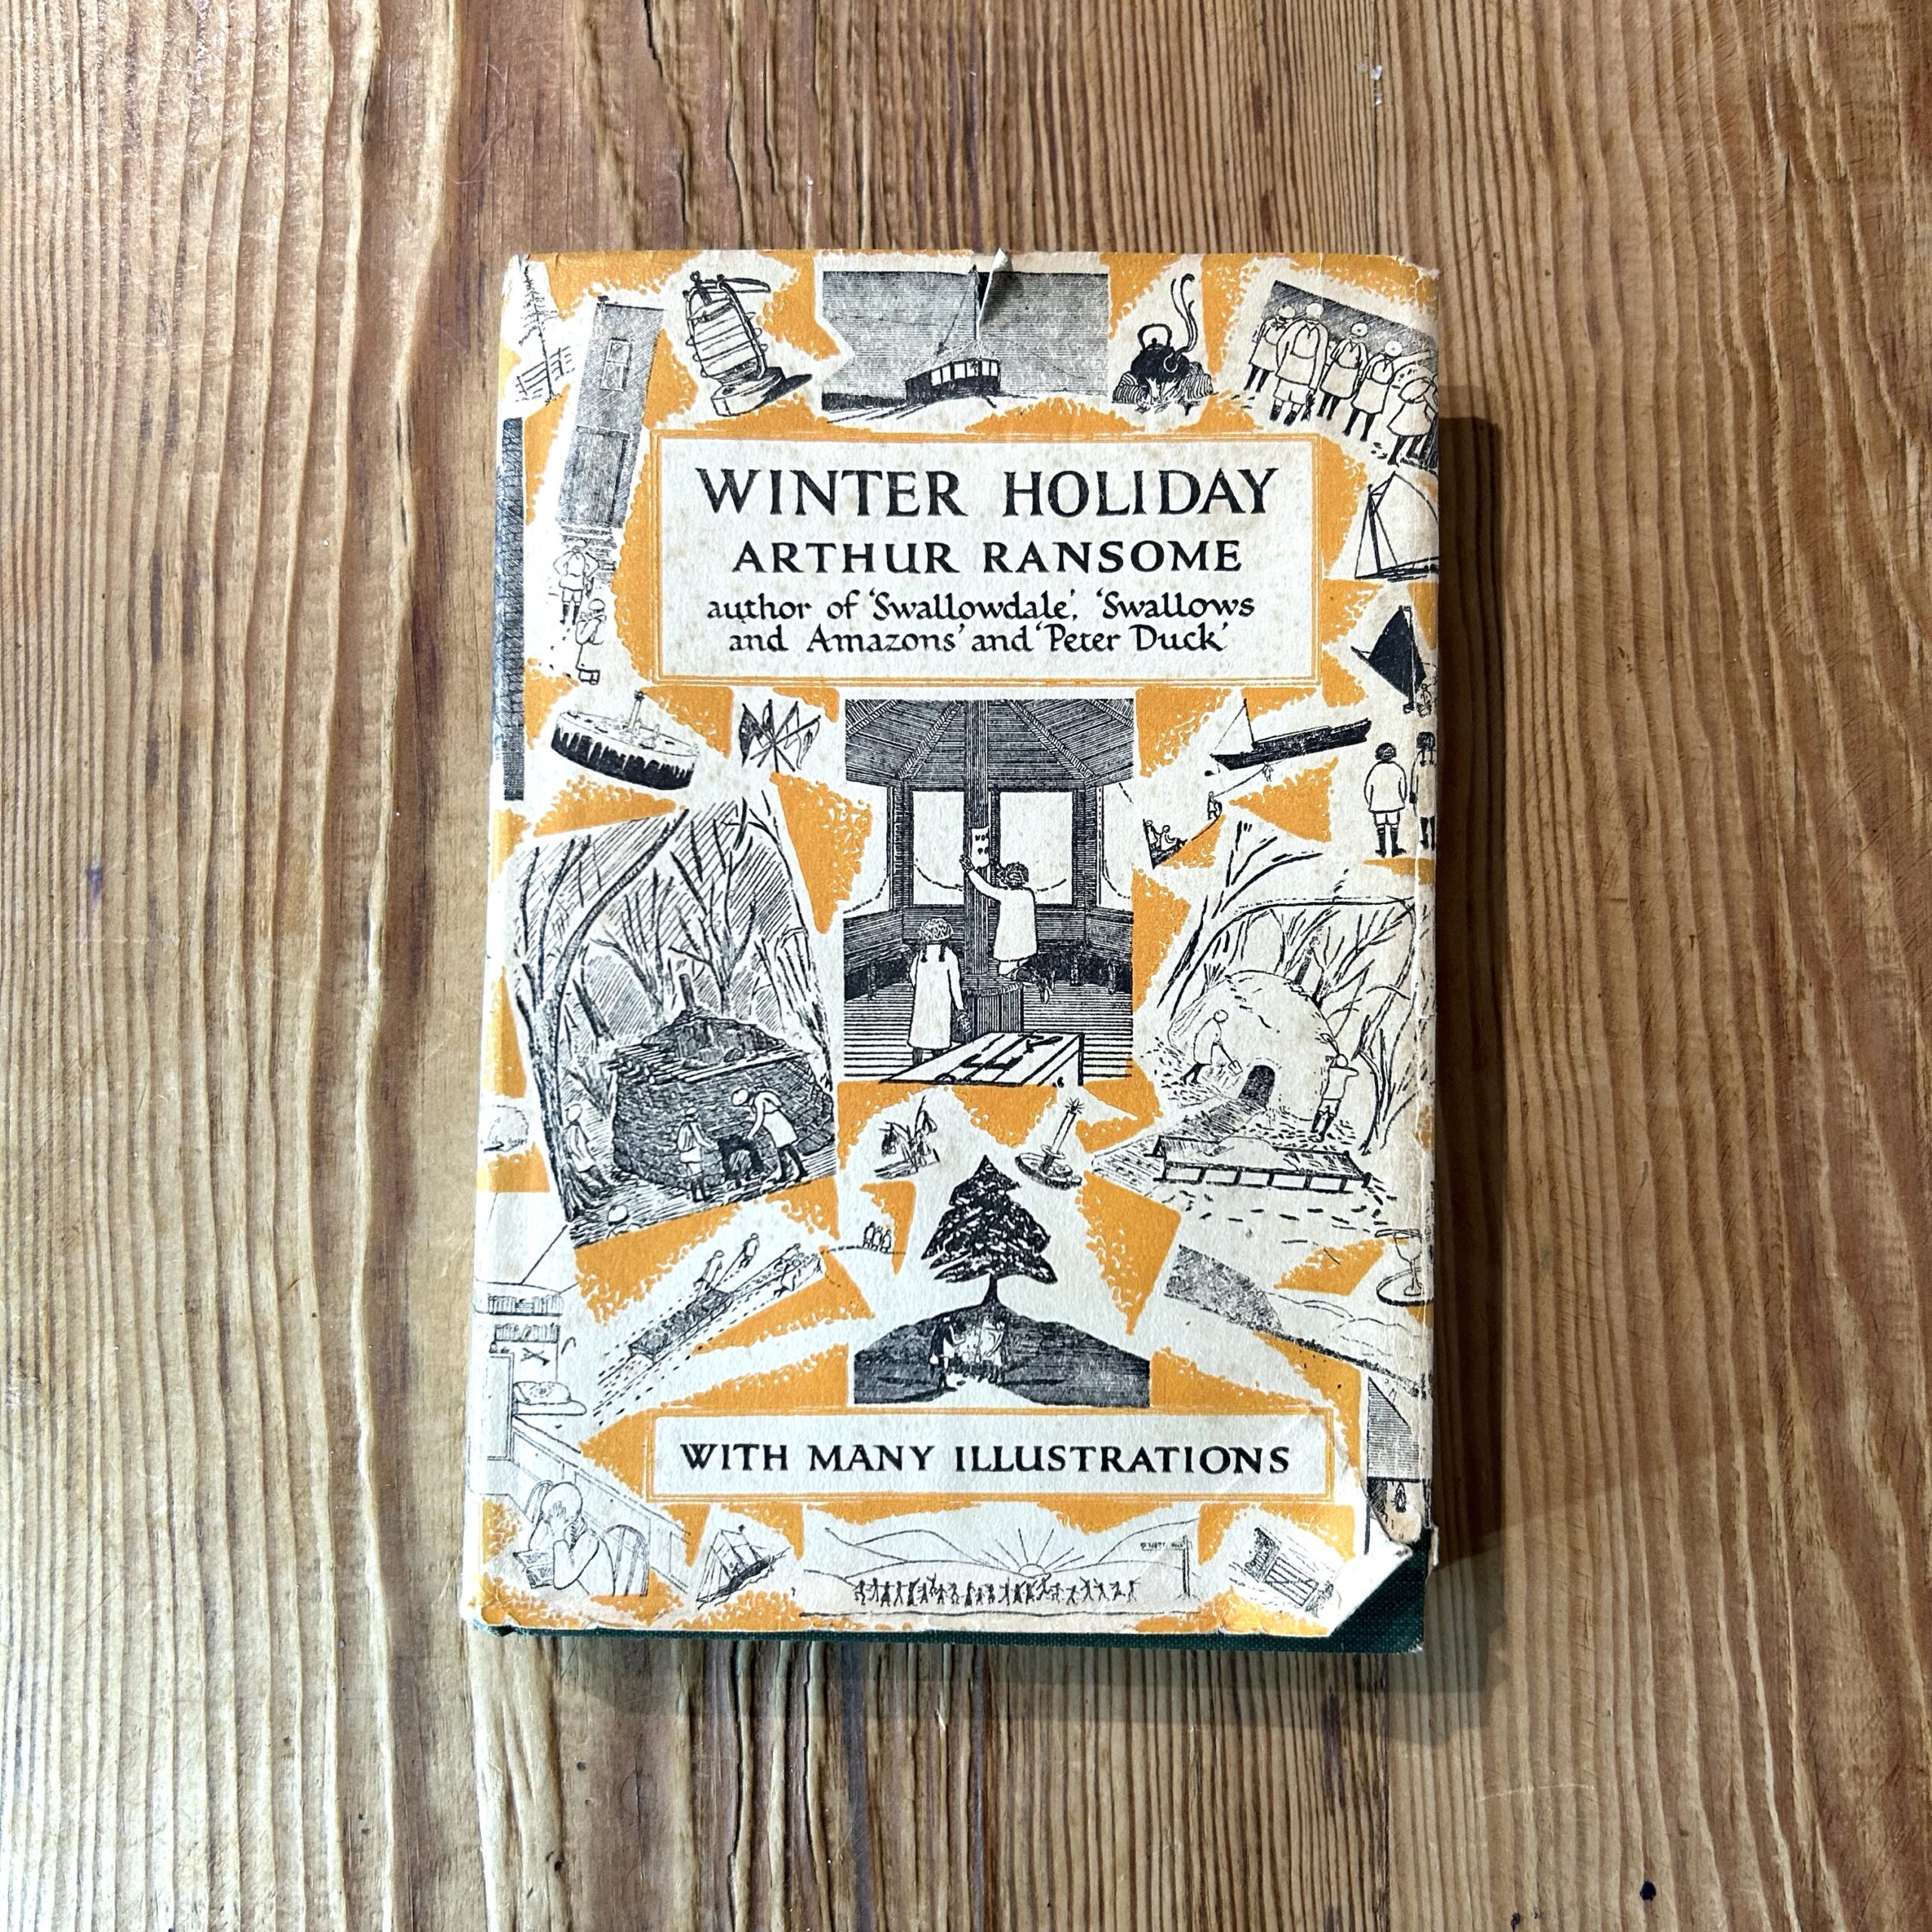 WINTER HOLIDAY
ARTHUR RANSOME
author of 'Swallowdale', 'Swallows
and Amazons' and 'Peter Duck'
WITH MANY ILLUSTRATIONS